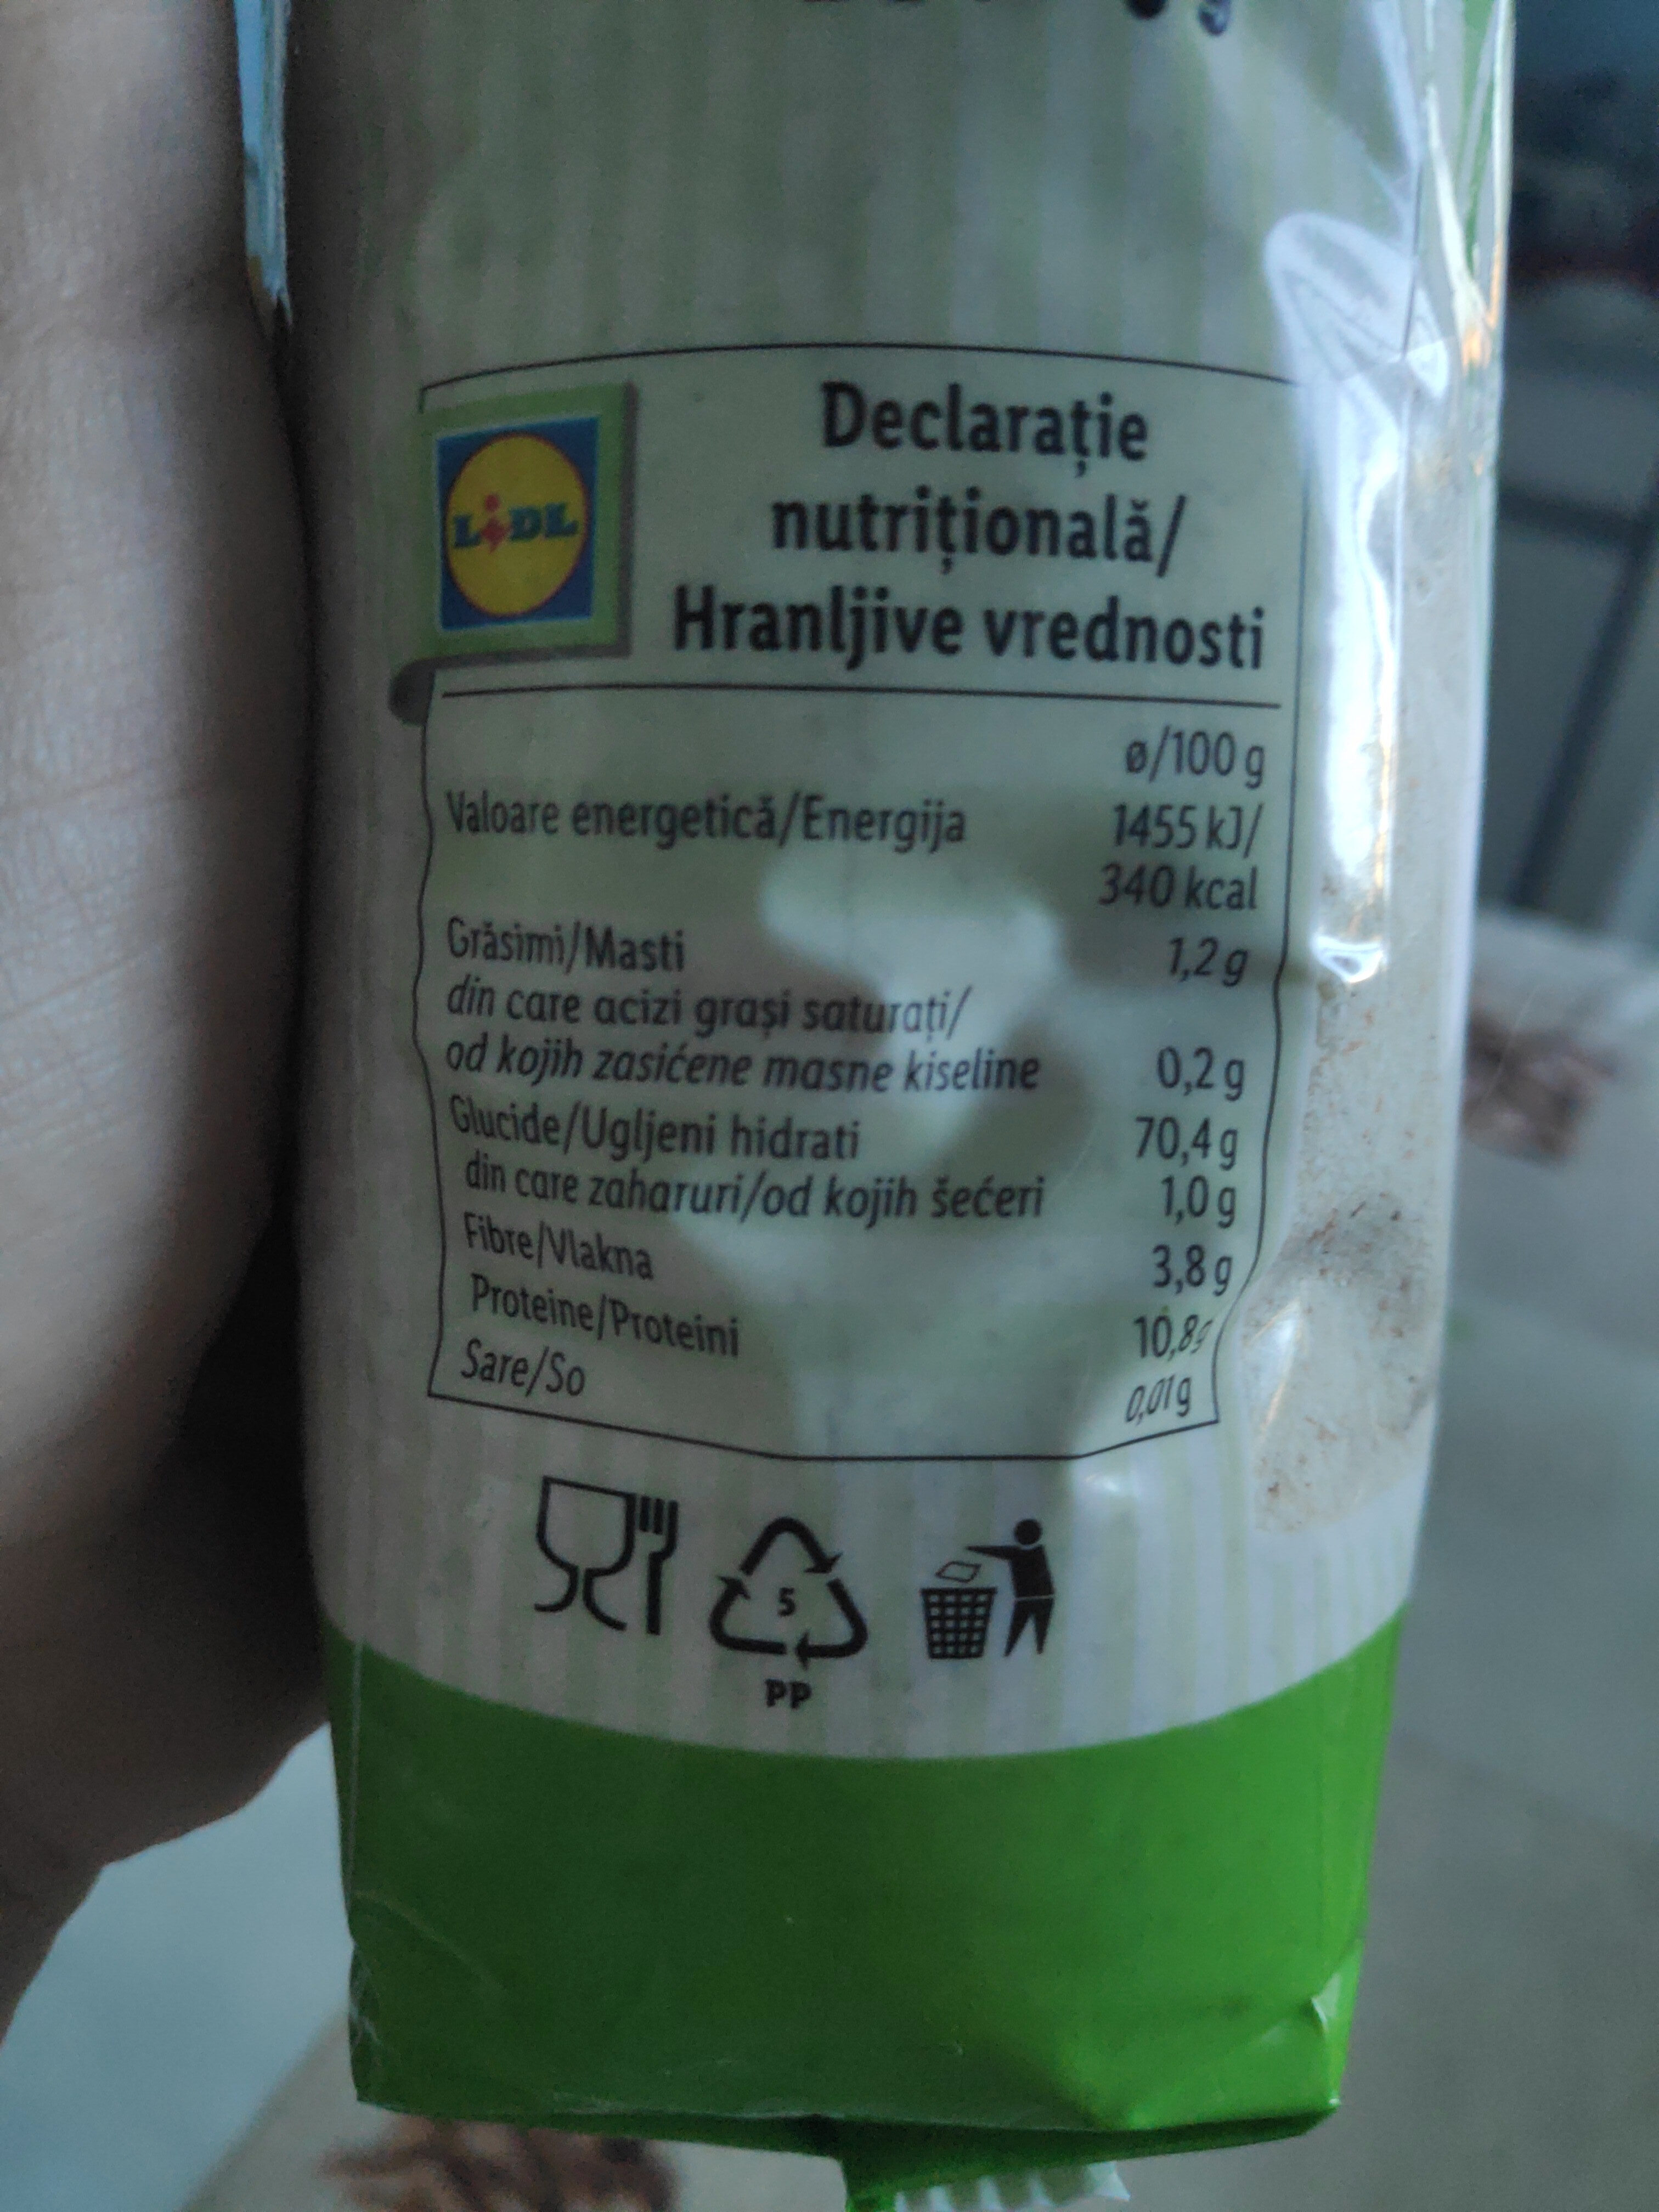 LIDL
Declarație
nutrițională/
Hranljive vrednosti
ø/100 g
Valoare energetică/Energija 1455 kJ/
340 kcal
Grăsimi/Masti 1,2 g
din care acizi grași saturați/
od kojih zasićene masne kiseline 0,2 g
Glucide/Ugljeni hidrati 70,4 g
din care zaharuri/od kojih šećeri 1,0 g
Fibre/Vlakna 3,8 g
Proteine/Proteini 10,8g
Sare/So 0,01g
5
PP